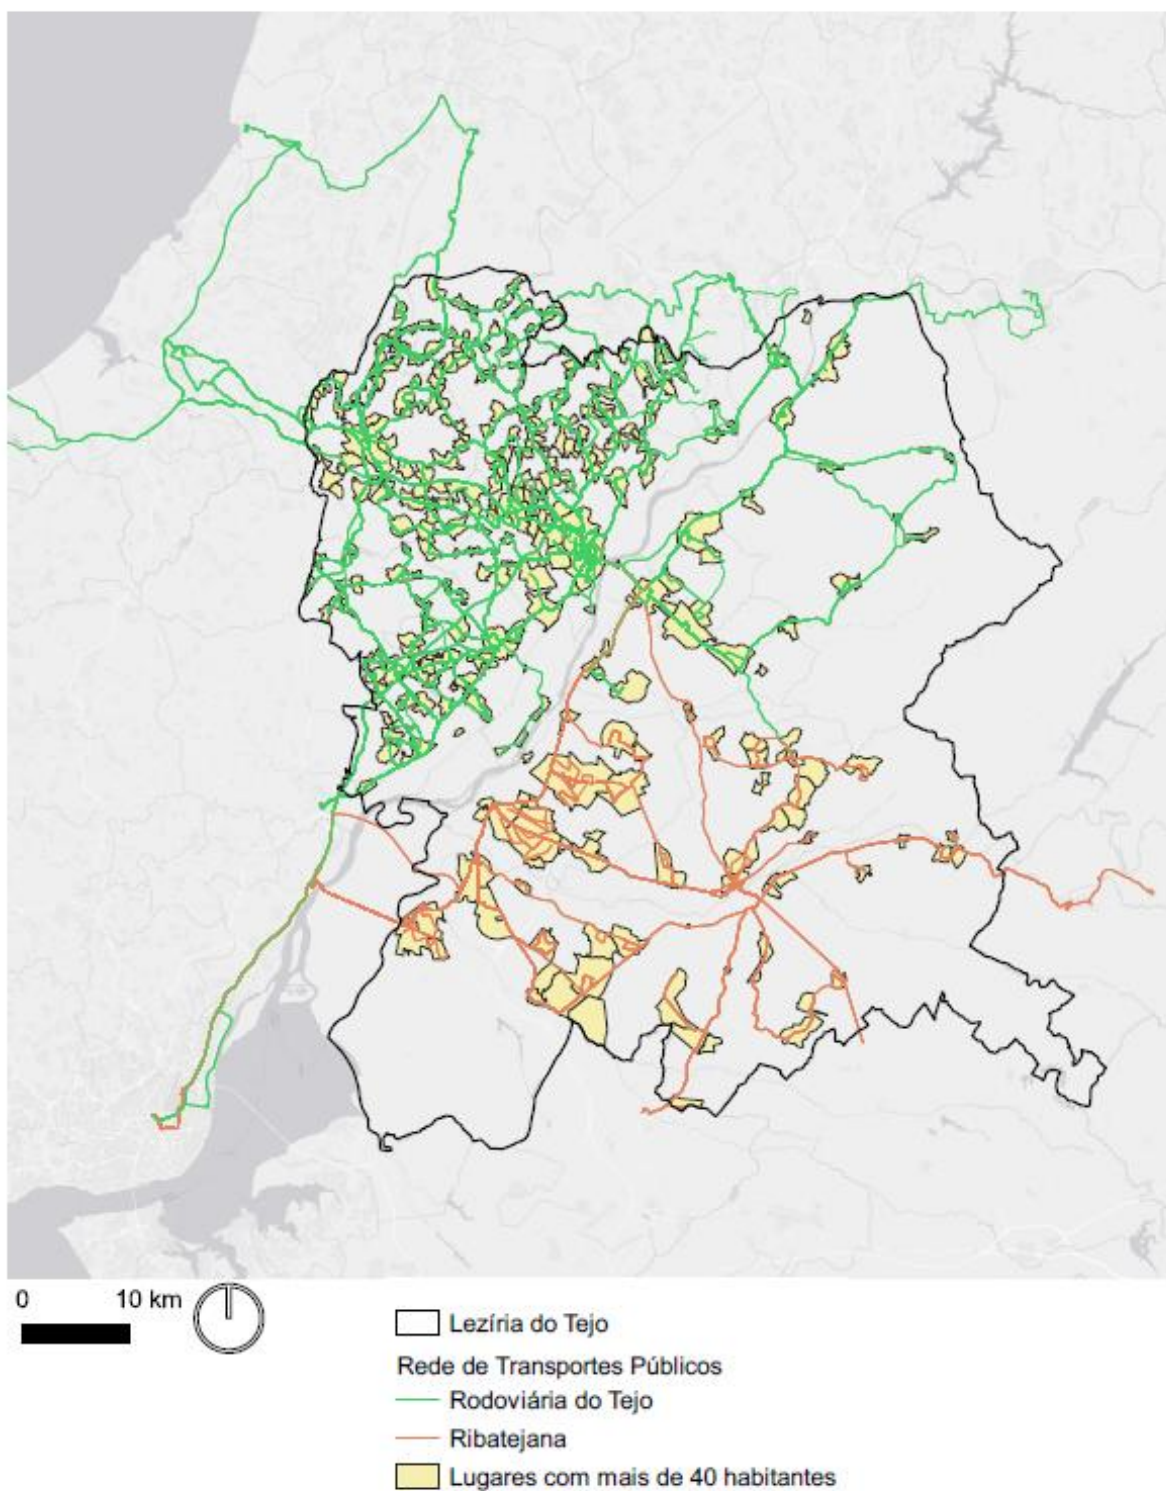 0 10 km
Lezíria do Tejo
Rede de Transportes Públicos
Rodoviária do Tejo
Ribatejana
Lugares com mais de 40 habitantes